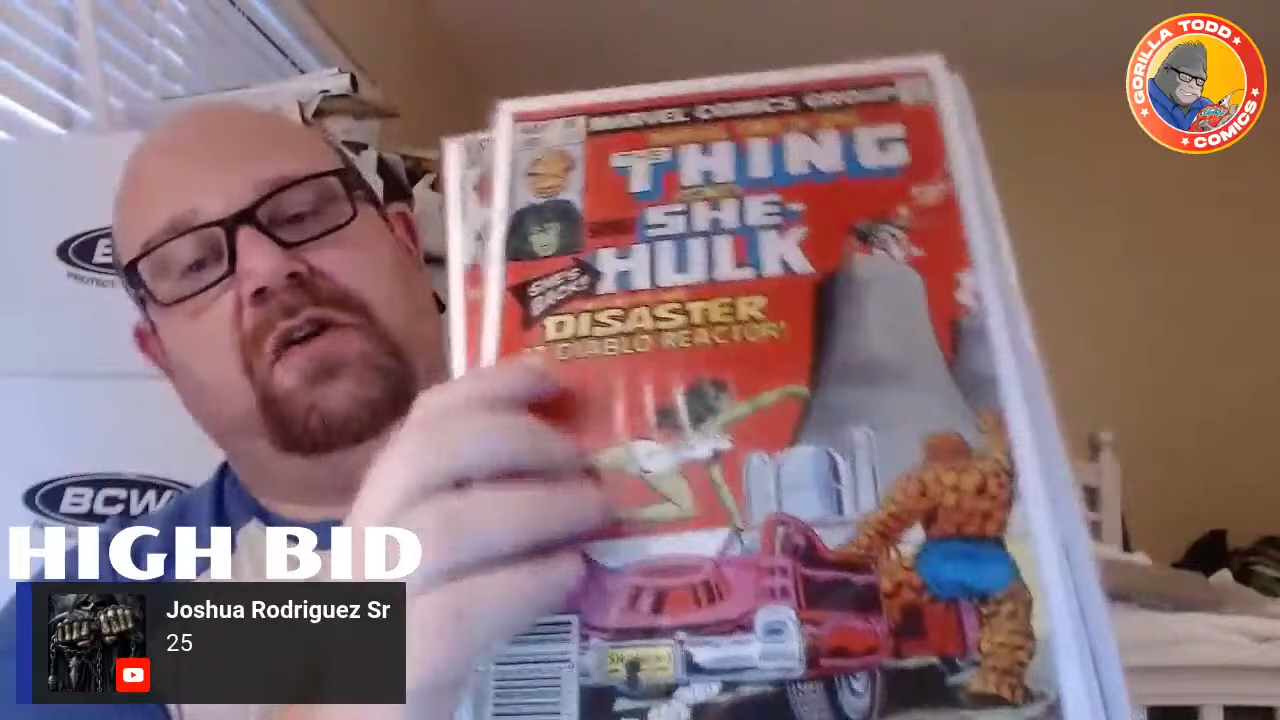 GORILLA TODD
COMICS
MARVEL COMICS GROUP
THING
SHE-
HULK
SHE'S
BACK!
DISASTER
DIABLO REACTOR!
BCW
HIGH BID
Joshua Rodriguez Sr
25